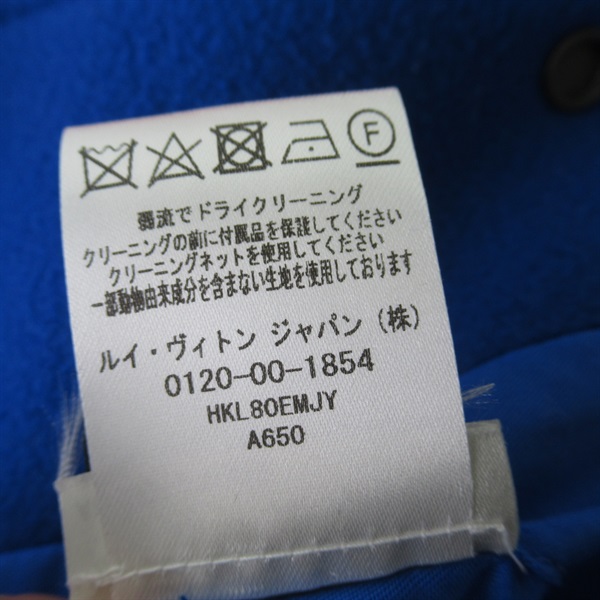 F
弱流でドライクリーニング
クリーニングの前に付属品を保護してください
クリーニングネットを使用してください
一部動物由来成分を含まない生地を使用しております
ルイ・ヴィトン ジャパン（株）
0120-00-1854
HKL80EMJY
A650